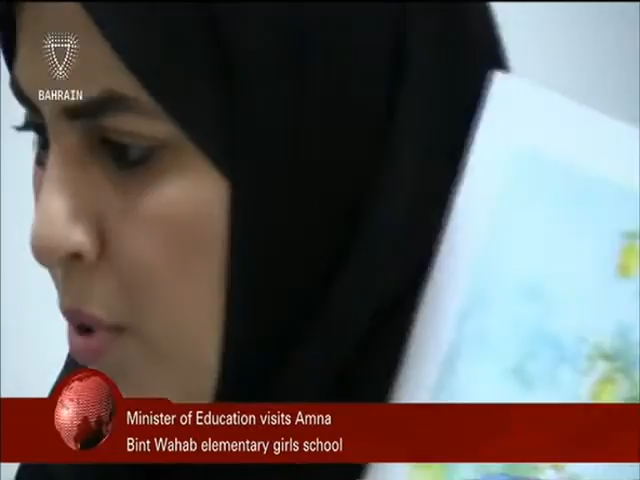 BAHRAIN
Minister of Education visits Amna
Bint Wahab elementary girls school